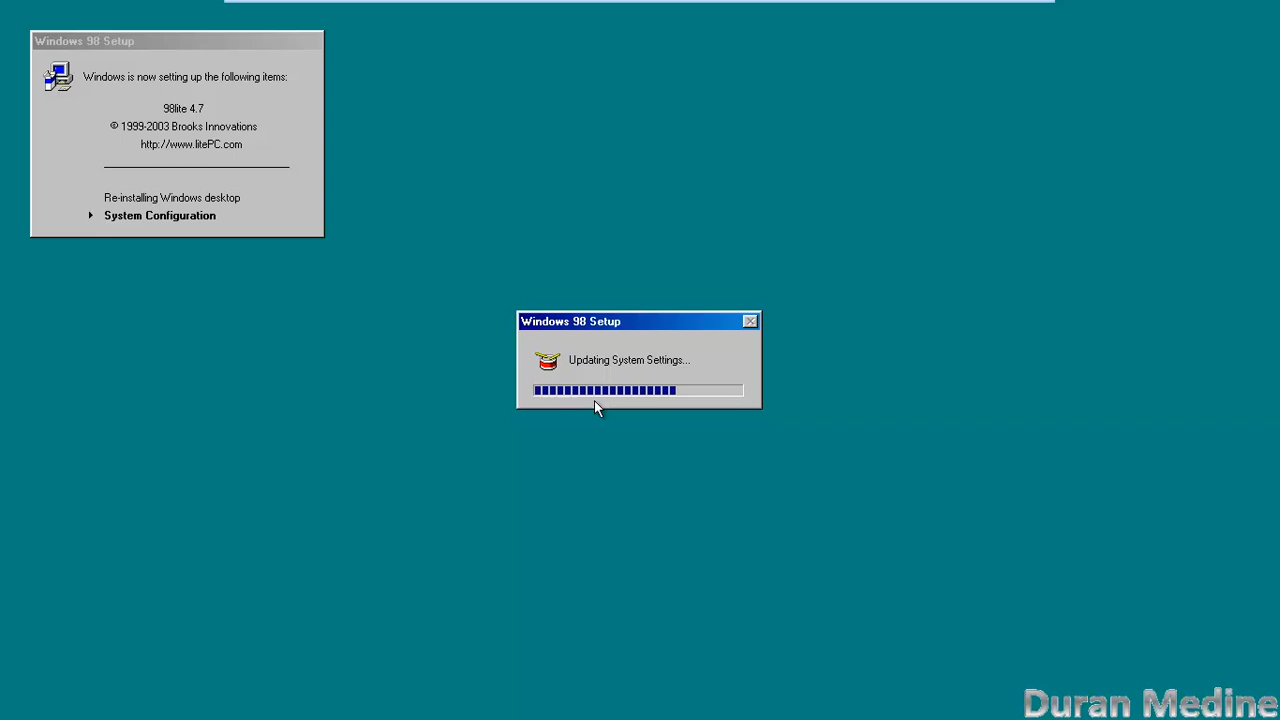 Windows 98 Setup
Windows is now setting up the following items:
98lite 4.7
© 1999-2003 Brooks Innovations
http://www.litePC.com
Re-installing Windows desktop
System Configuration
Windows 98 Setup
Updating System Settings...
Duran Medine